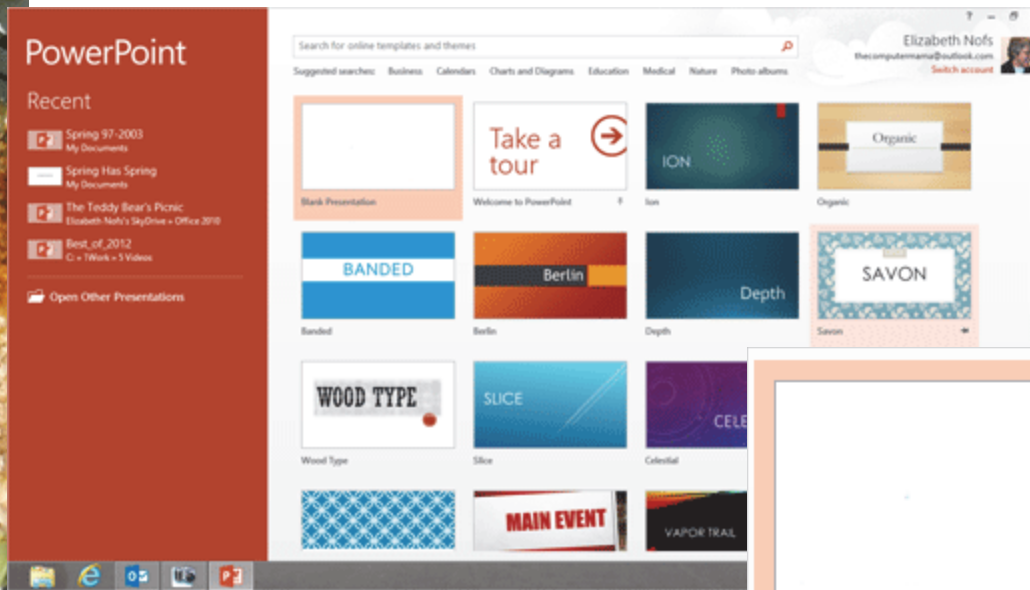 PowerPoint
Recent
Spring 97-2003
My Documents
Spring Has Spring
My Documents
The Teddy Bear's Picnic
Elizabeth Nofs's SkyDrive » Office 2010
Best_of_2012
C: » 1Work » 5 Videos
Open Other Presentations
?
Search for online templates and themes
Suggested searches: Business Calendars Charts and Diagrams Education Medical Nature Photo albums
Elizabeth Nofs
thecomputermama@outlook.com
Switch account
Take a
tour
ION
Organic
Blank Presentation
Welcome to PowerPoint
Ion
Organic
BANDED
Berlin
Depth
SAVON
Banded
Berlin
Depth
Savon
WOOD TYPE
SLICE
CELE
Wood Type
Slice
Celestial
MAIN EVENT
VAPOR TRAIL